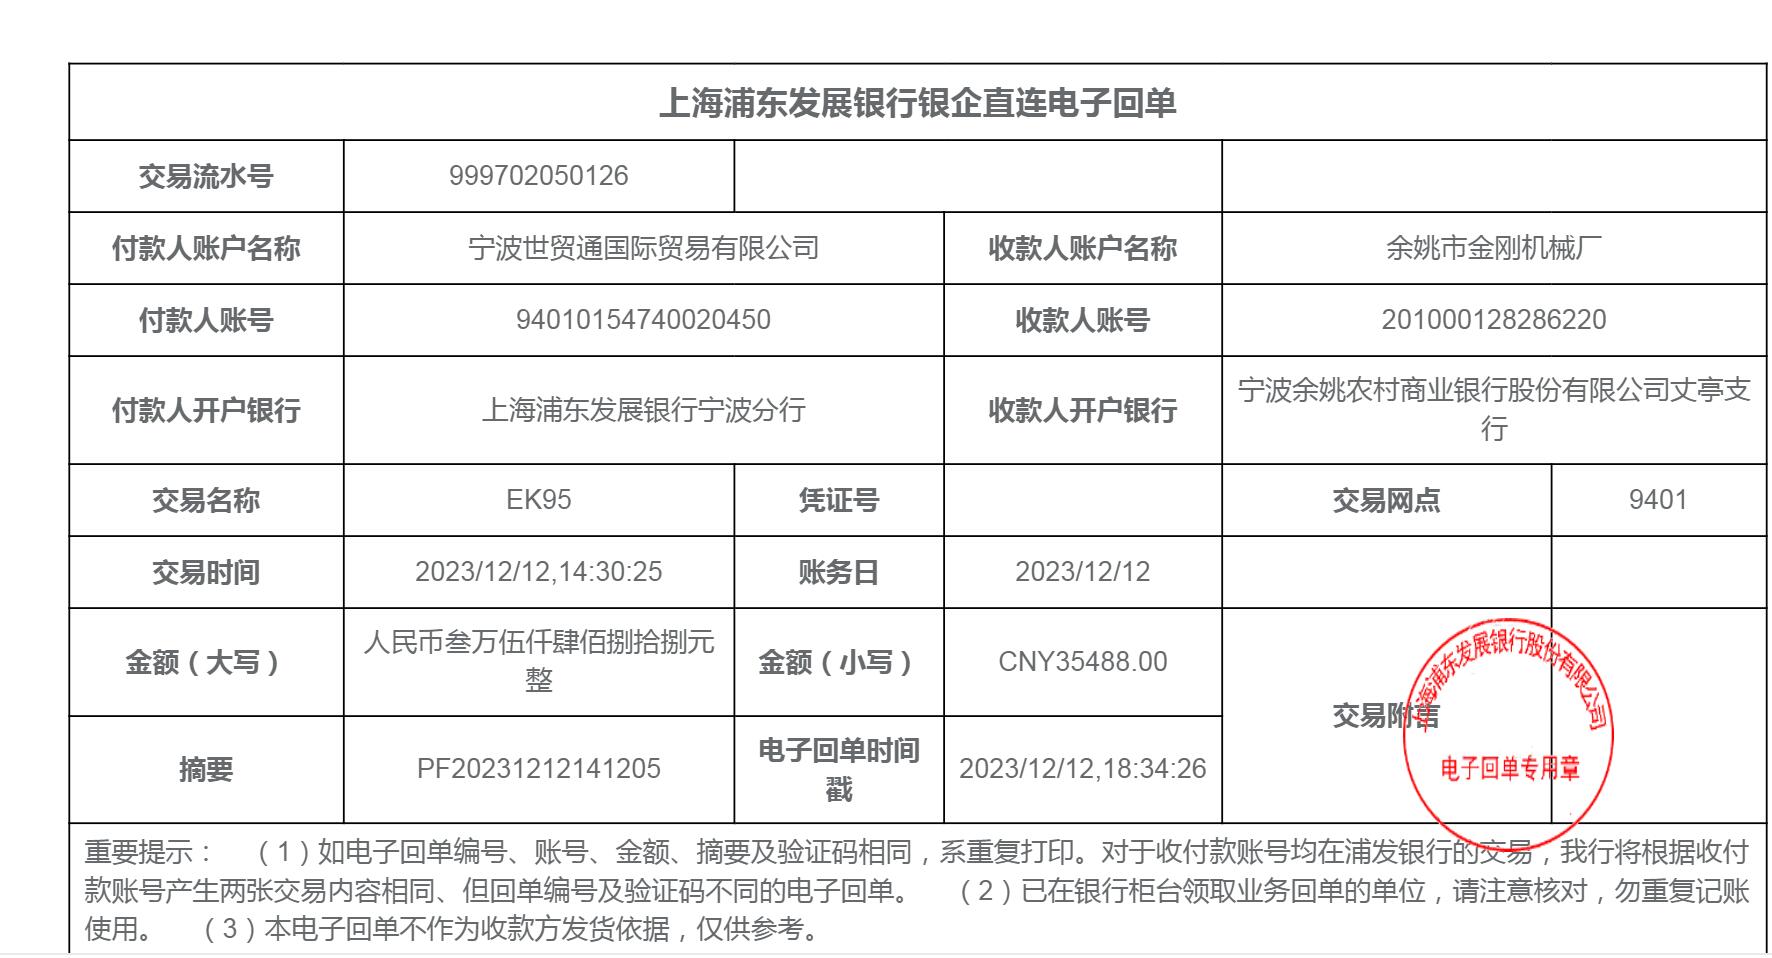 上海浦东发展银行银企直连电子回单
交易流水号 999702050126
付款人账户名称 宁波世贸通国际贸易有限公司 收款人账户名称 余姚市金刚机械厂
付款人账号 94010154740020450 收款人账号 201000128286220
付款人开户银行 上海浦东发展银行宁波分行 收款人开户银行 宁波余姚农村商业银行股份有限公司丈亭支
行
交易名称 EK95 凭证号 交易网点 9401
交易时间 2023/12/12,14:30:25 账务日 2023/12/12
金额（大写） 人民币叁万伍仟肆佰捌拾捌元
整
金额（小写） CNY35488.00
交易附言
上海浦东发展银行股份有限公司
电子回单专用章
摘要 PF20231212141205 电子回单时间
戳
2023/12/12,18:34:26
重要提示： （1）如电子回单编号、账号、金额、摘要及验证码相同，系重复打印。对于收付款账号均在浦发银行的交易，我行将根据收付
款账号产生两张交易内容相同、但回单编号及验证码不同的电子回单。 （2）已在银行柜台领取业务回单的单位，请注意核对，勿重复记账
使用。 （3）本电子回单不作为收款方发货依据，仅供参考。